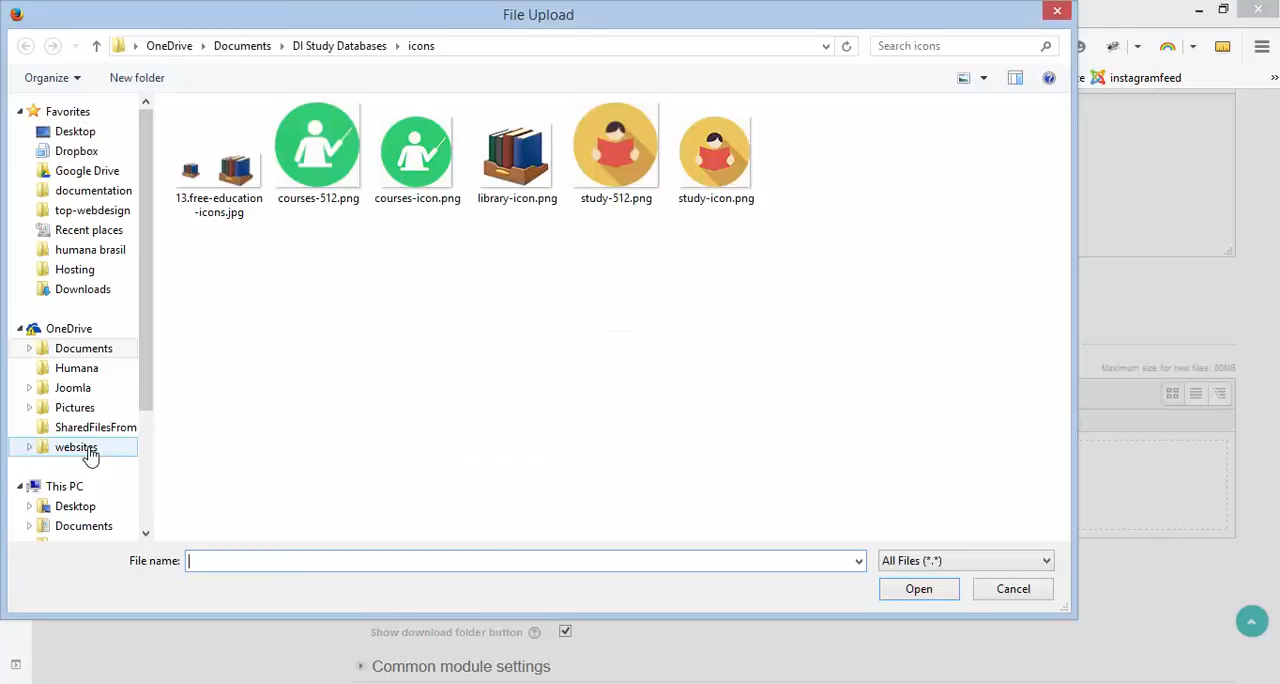 File Upload
OneDrive Documents DI Study Databases icons
Search icons
instagramfeed
Organize New folder
Favorites
Desktop
Dropbox
Google Drive
documentation
top-webdesign
Recent places
humana brasil
Hosting
Downloads
OneDrive
Documents
Humana
Joomla
Pictures
SharedFilesFrom
websites
This PC
Desktop
Documents
13.free-education
-icons.jpg
courses-512.png
courses-icon.png
library-icon.png
study-512.png
study-icon.png
Maximum size for new files: 80MB
File name:
All Files (*.*)
Open
Cancel
Show download folder button
Common module settings